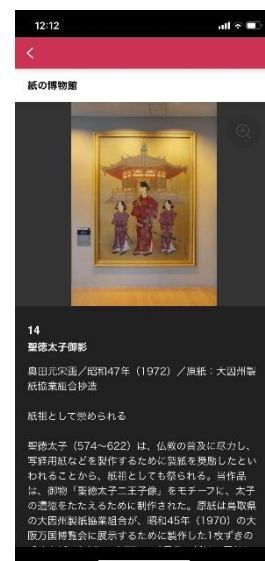 12:12
紙の博物館
14
聖徳太子御影
奥田元宋画／昭和47年（1972）／原紙：大因州製
紙協業組合抄造
紙祖として崇められる
聖徳太子（574～622）は、仏教の普及に尽力し、
写経用紙などを製作するために製紙を奨励したとい
われることから、紙祖としても祭られる。当作品
は、御物「聖徳太子二王子像」をモチーフに、太子
の遺徳をたたえるために制作された。原紙は鳥取県
の大因州製紙協業組合が、昭和45年（1970）の大
阪万国博覧会に展示するために製作した1枚ずきの